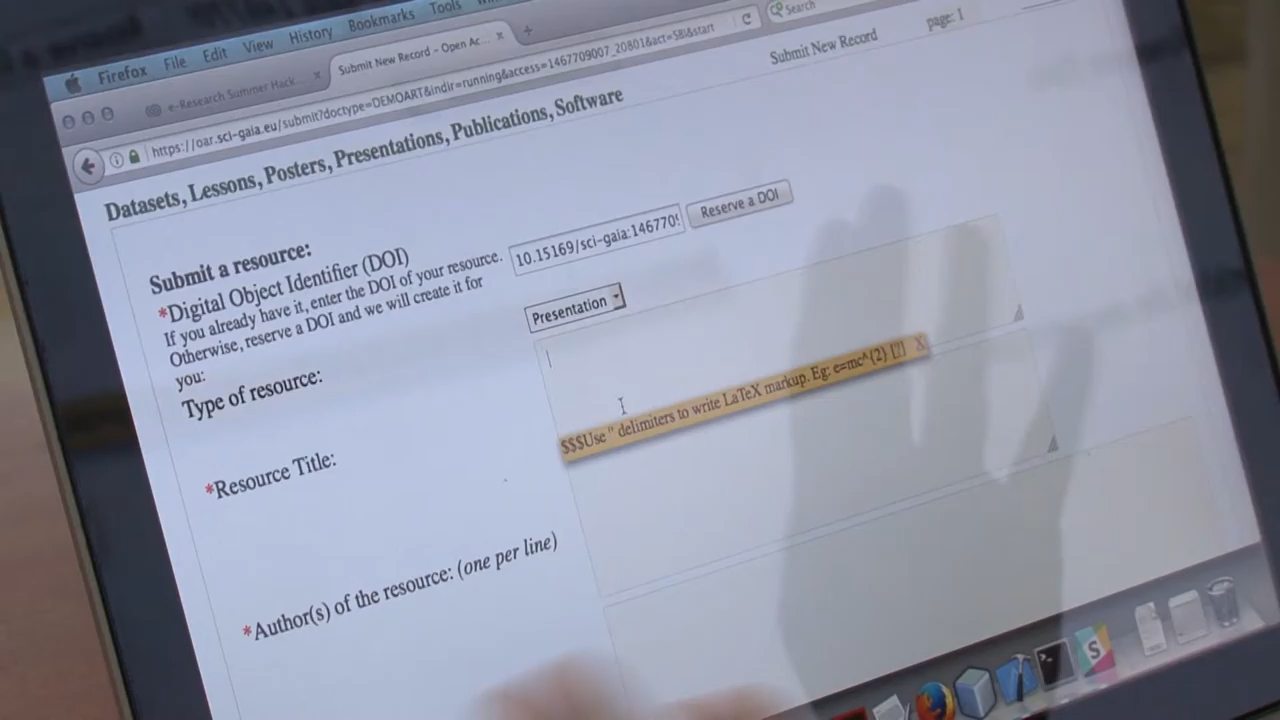 Firefox File Edit View History Bookmarks Tools
e-Research Summer Hack...
Submit New Record - Open Ac...
https://oar.sci-gaia.eu/submit?doctype=DEMOART&indir=running&access=1467709007_20801&act=SBI&start
Search
Submit New Record
page: 1
Datasets, Lessons, Posters, Presentations, Publications, Software
Submit a resource:
*Digital Object Identifier (DOI)
If you already have it, enter the DOI of your resource.
Otherwise, reserve a DOI and we will create it for
you:
10.15169/sci-gaia:146770
Reserve a DOI
Type of resource:
Presentation
$$$Use '' delimiters to write LaTeX markup. Eg: e=mc^{2} [?] X
*Resource Title:
*Author(s) of the resource: (one per line)
S